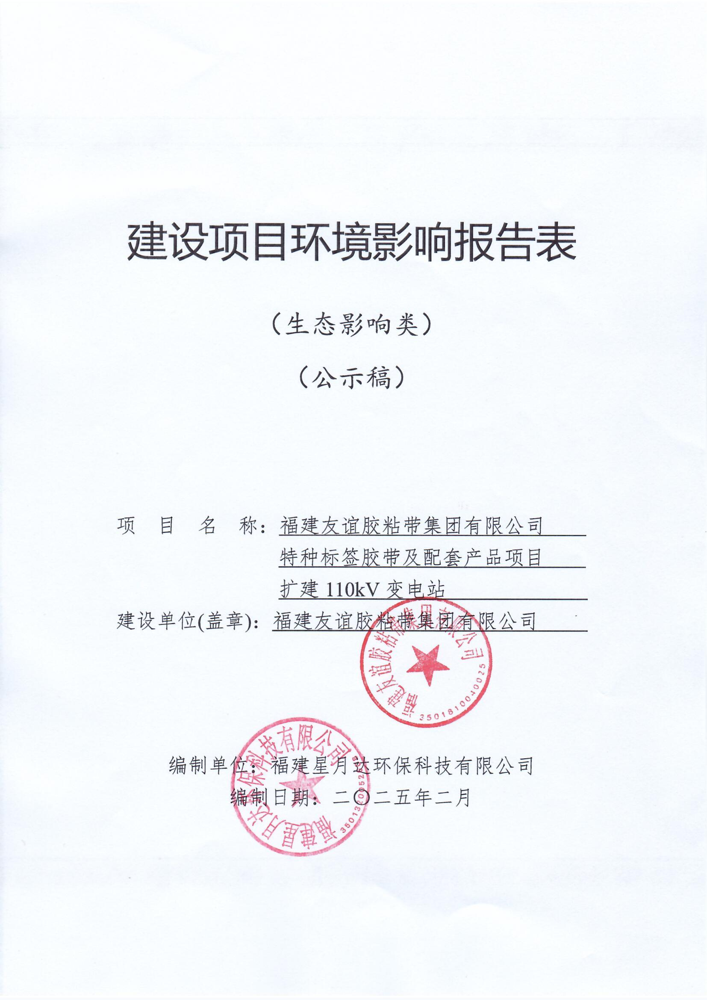 建设项目环境影响报告表
（生态影响类）
（公示稿）
项 目 名 称：福建友谊胶粘带集团有限公司
特种标签胶带及配套产品项目
扩建 110kV 变电站
建设单位(盖章)：福建友谊胶粘带集团有限公司
福建友谊胶粘带集团有限公司
3501810040025
编制单位：福建星月达环保科技有限公司
编制日期：二〇二五年二月
福建星月达环保科技有限公司